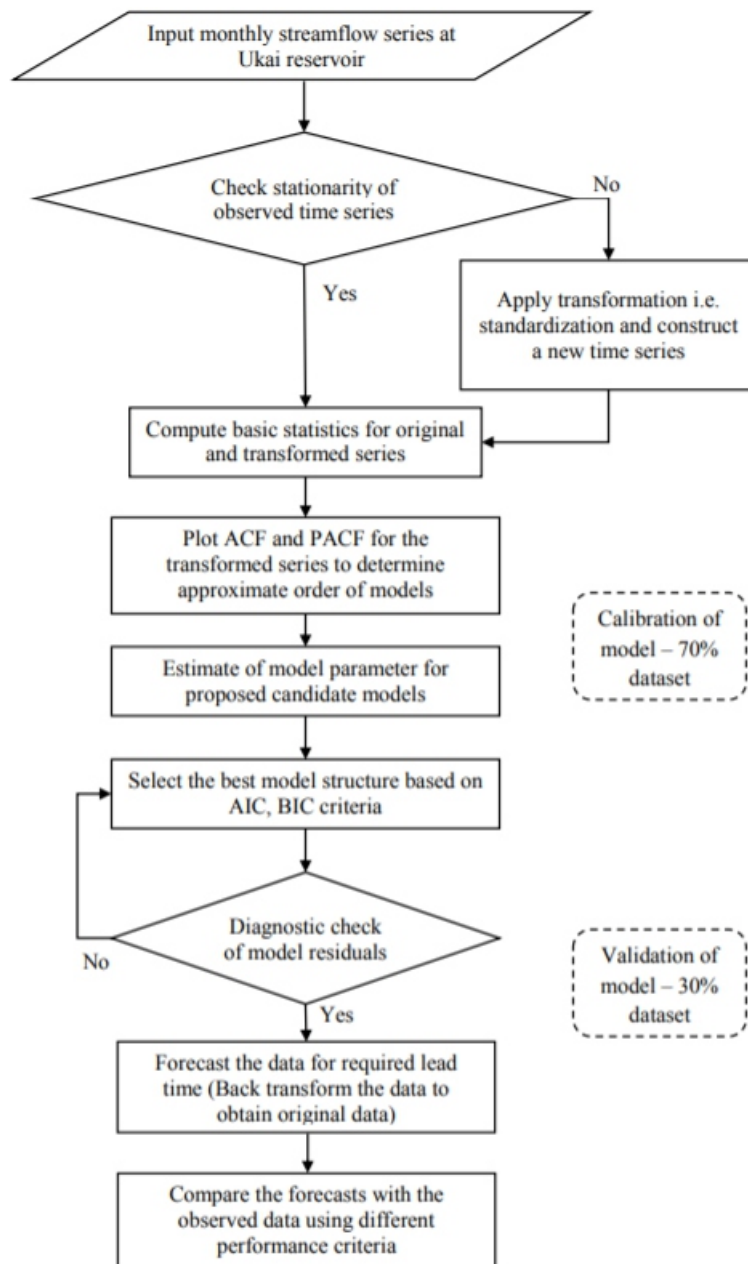 Input monthly streamflow series at
Ukai reservoir
Check stationarity of
observed time series
No
Yes
Apply transformation i.e.
standardization and construct
a new time series
Compute basic statistics for original
and transformed series
Plot ACF and PACF for the
transformed series to determine
approximate order of models
Calibration of
model – 70%
dataset
Estimate of model parameter for
proposed candidate models
Select the best model structure based on
AIC, BIC criteria
Diagnostic check
of model residuals
No
Yes
Validation of
model – 30%
dataset
Forecast the data for required lead
time (Back transform the data to
obtain original data)
Compare the forecasts with the
observed data using different
performance criteria